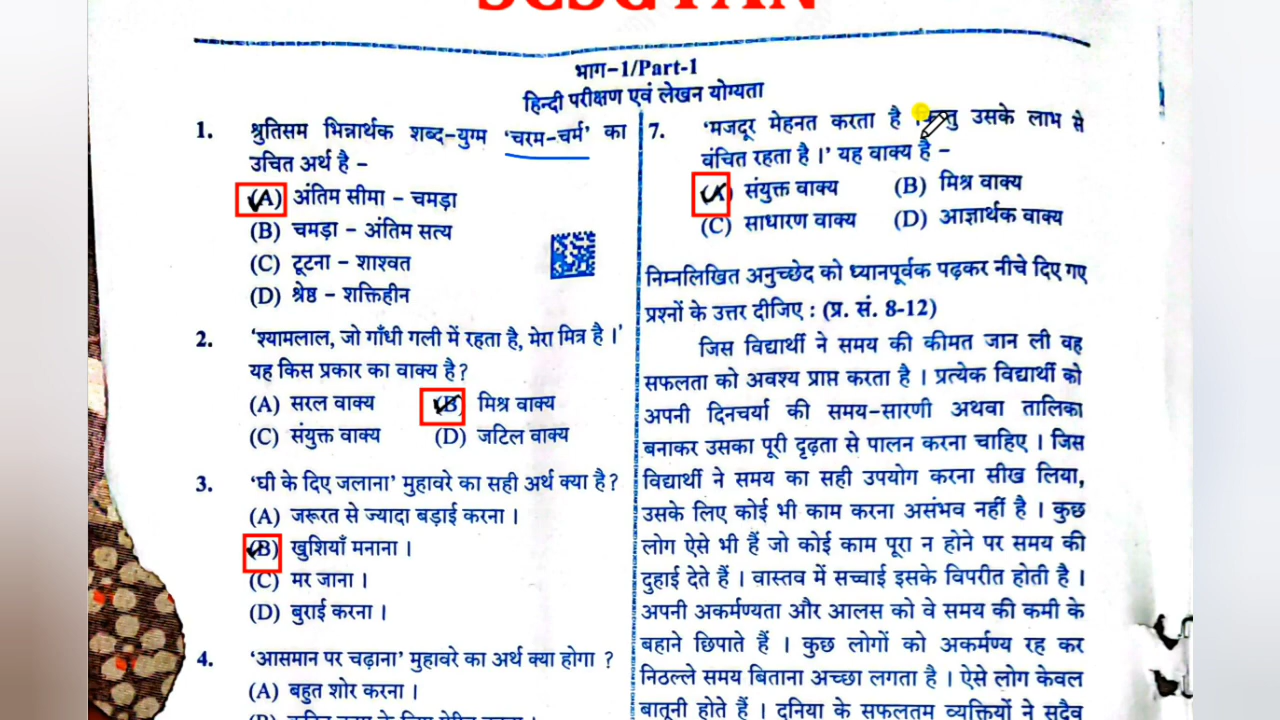 भाग-1/Part-1
हिन्दी परीक्षण एवं लेखन योग्यता
1. श्रुतिसम भिन्नार्थक शब्द-युग्म 'चरम-चर्म' का
उचित अर्थ है -
(A) अंतिम सीमा - चमड़ा
(B) चमड़ा - अंतिम सत्य
(C) टूटना - शाश्वत
(D) श्रेष्ठ - शक्तिहीन
2. 'श्यामलाल, जो गाँधी गली में रहता है, मेरा मित्र है ।'
यह किस प्रकार का वाक्य है?
(A) सरल वाक्य (B) मिश्र वाक्य
(C) संयुक्त वाक्य (D) जटिल वाक्य
3. 'घी के दिए जलाना' मुहावरे का सही अर्थ क्या है?
(A) जरूरत से ज्यादा बड़ाई करना ।
(B) खुशियाँ मनाना ।
(C) मर जाना ।
(D) बुराई करना ।
4. 'आसमान पर चढ़ाना' मुहावरे का अर्थ क्या होगा ?
(A) बहुत शोर करना ।
7. 'मजदूर मेहनत करता है उसके लाभ से
वंचित रहता है ।' यह वाक्य है -
संयुक्त वाक्य (B) मिश्र वाक्य
(C) साधारण वाक्य (D) आज्ञार्थक वाक्य
निम्नलिखित अनुच्छेद को ध्यानपूर्वक पढ़कर नीचे दिए गए
प्रश्नों के उत्तर दीजिए : (प्र. सं. 8-12)
जिस विद्यार्थी ने समय की कीमत जान ली वह
सफलता को अवश्य प्राप्त करता है । प्रत्येक विद्यार्थी को
अपनी दिनचर्या की समय-सारणी अथवा तालिका
बनाकर उसका पूरी दृढ़ता से पालन करना चाहिए । जिस
विद्यार्थी ने समय का सही उपयोग करना सीख लिया,
उसके लिए कोई भी काम करना असंभव नहीं है । कुछ
लोग ऐसे भी हैं जो कोई काम पूरा न होने पर समय की
दुहाई देते हैं । वास्तव में सच्चाई इसके विपरीत होती है ।
अपनी अकर्मण्यता और आलस को वे समय की कमी के
बहाने छिपाते हैं । कुछ लोगों को अकर्मण्य रह कर
निठल्ले समय बिताना अच्छा लगता है । ऐसे लोग केवल
बातूनी होते हैं । दुनिया के सफलतम व्यक्तियों ने सदैव